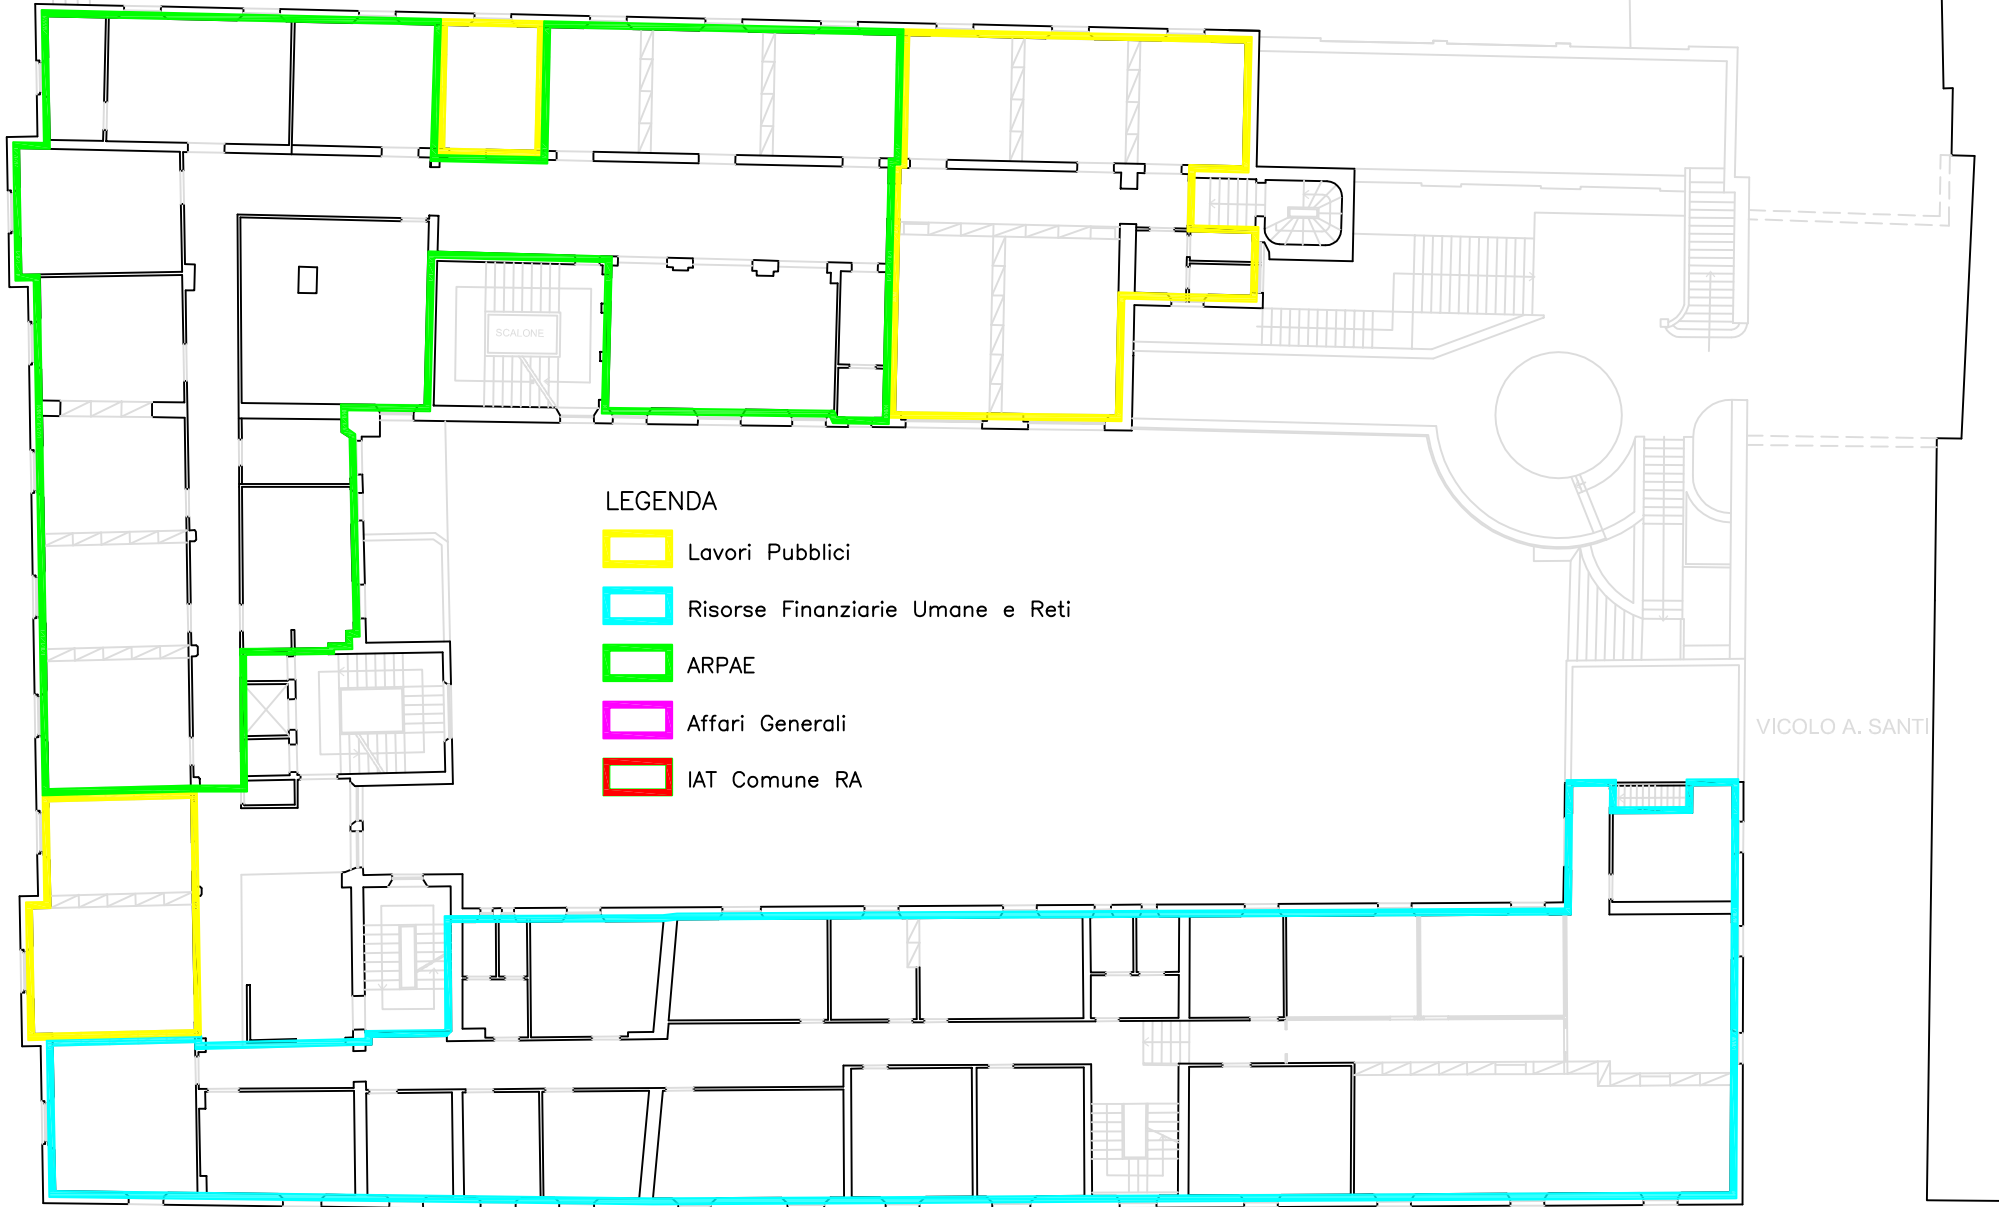 SCALONE
LEGENDA
Lavori Pubblici
Risorse Finanziarie Umane e Reti
ARPAE
Affari Generali
IAT Comune RA
VICOLO A. SANTI